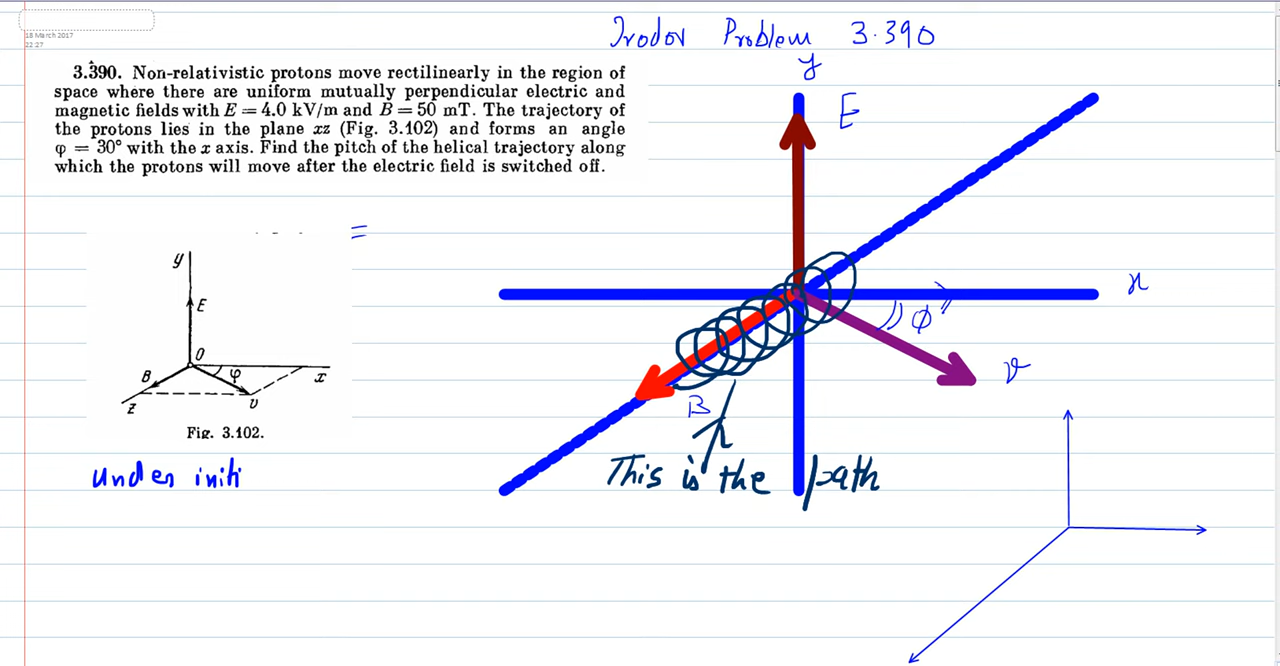 18 March 2017
22:27
Irodov Problem 3.390
3.390. Non-relativistic protons move rectilinearly in the region of
space where there are uniform mutually perpendicular electric and
magnetic fields with E = 4.0 kV/m and B = 50 mT. The trajectory of
the protons lies in the plane xz (Fig. 3.102) and forms an angle
φ = 30° with the x axis. Find the pitch of the helical trajectory along
which the protons will move after the electric field is switched off.
=
y
E
O
B
φ
x
z
v
Fig. 3.102.
under initi
y
E
x
φ
v
B
This is the path